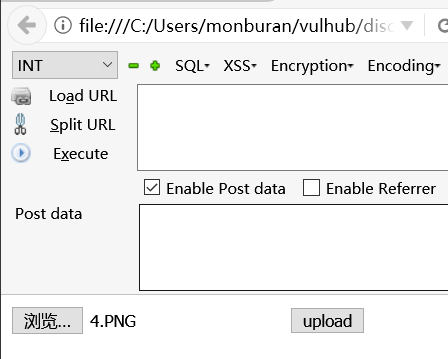 file:///C:/Users/monburan/vulhub/disc
INT SQL XSS Encryption Encoding
Load URL
Split URL
Execute
Enable Post data Enable Referrer
Post data
浏览... 4.PNG upload